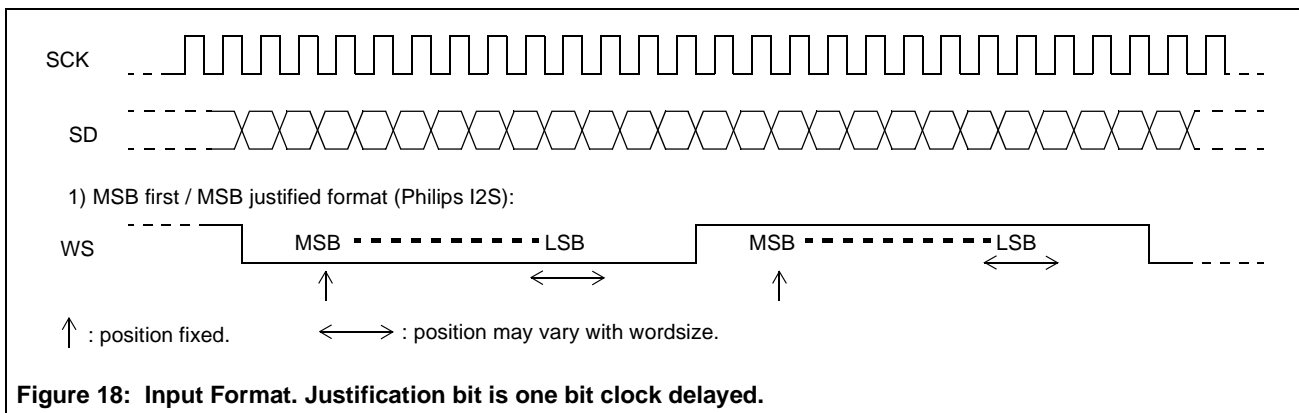 SCK
SD
1) MSB first / MSB justified format (Philips I2S):
WS MSB LSB MSB LSB
: position fixed. : position may vary with wordsize.
Figure 18: Input Format. Justification bit is one bit clock delayed.